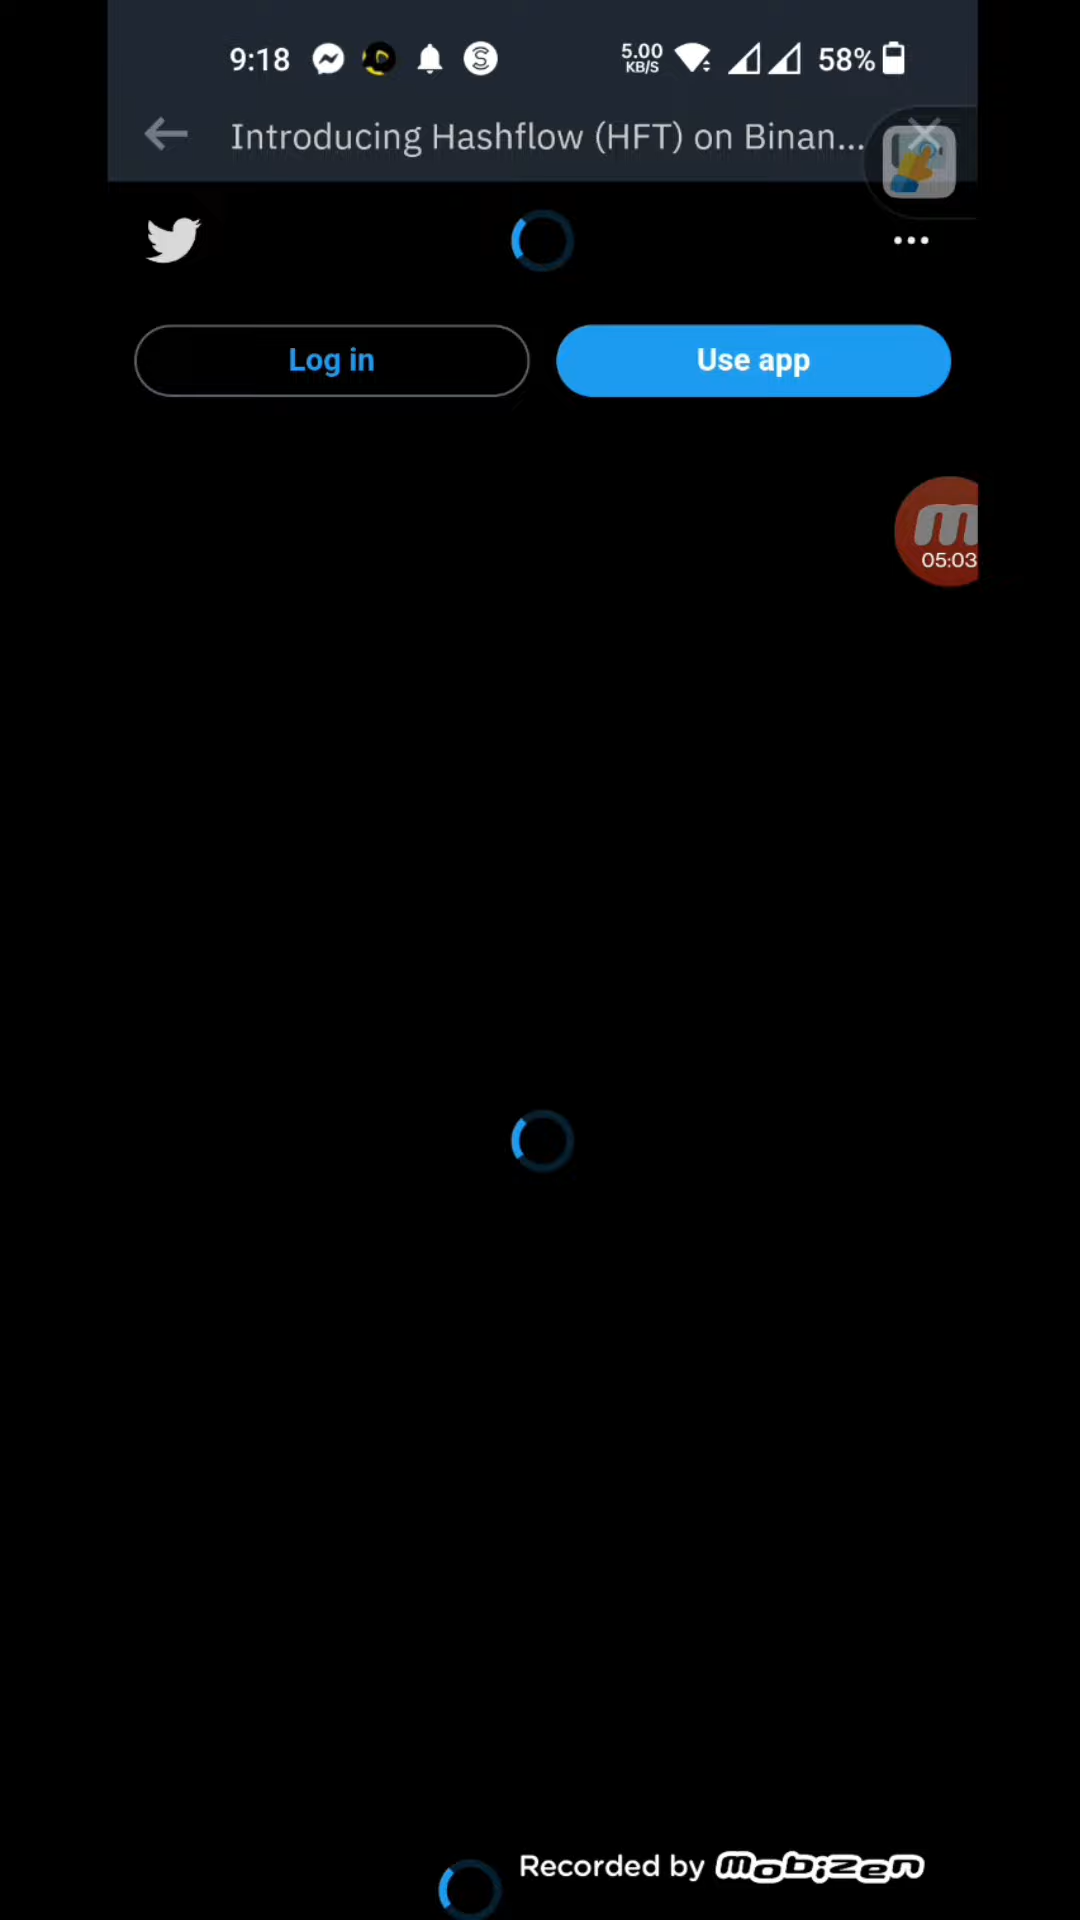 9:18 5.00 KB/S 58%
Introducing Hashflow (HFT) on Binan...
Log in Use app
05:03
Recorded by mobizen